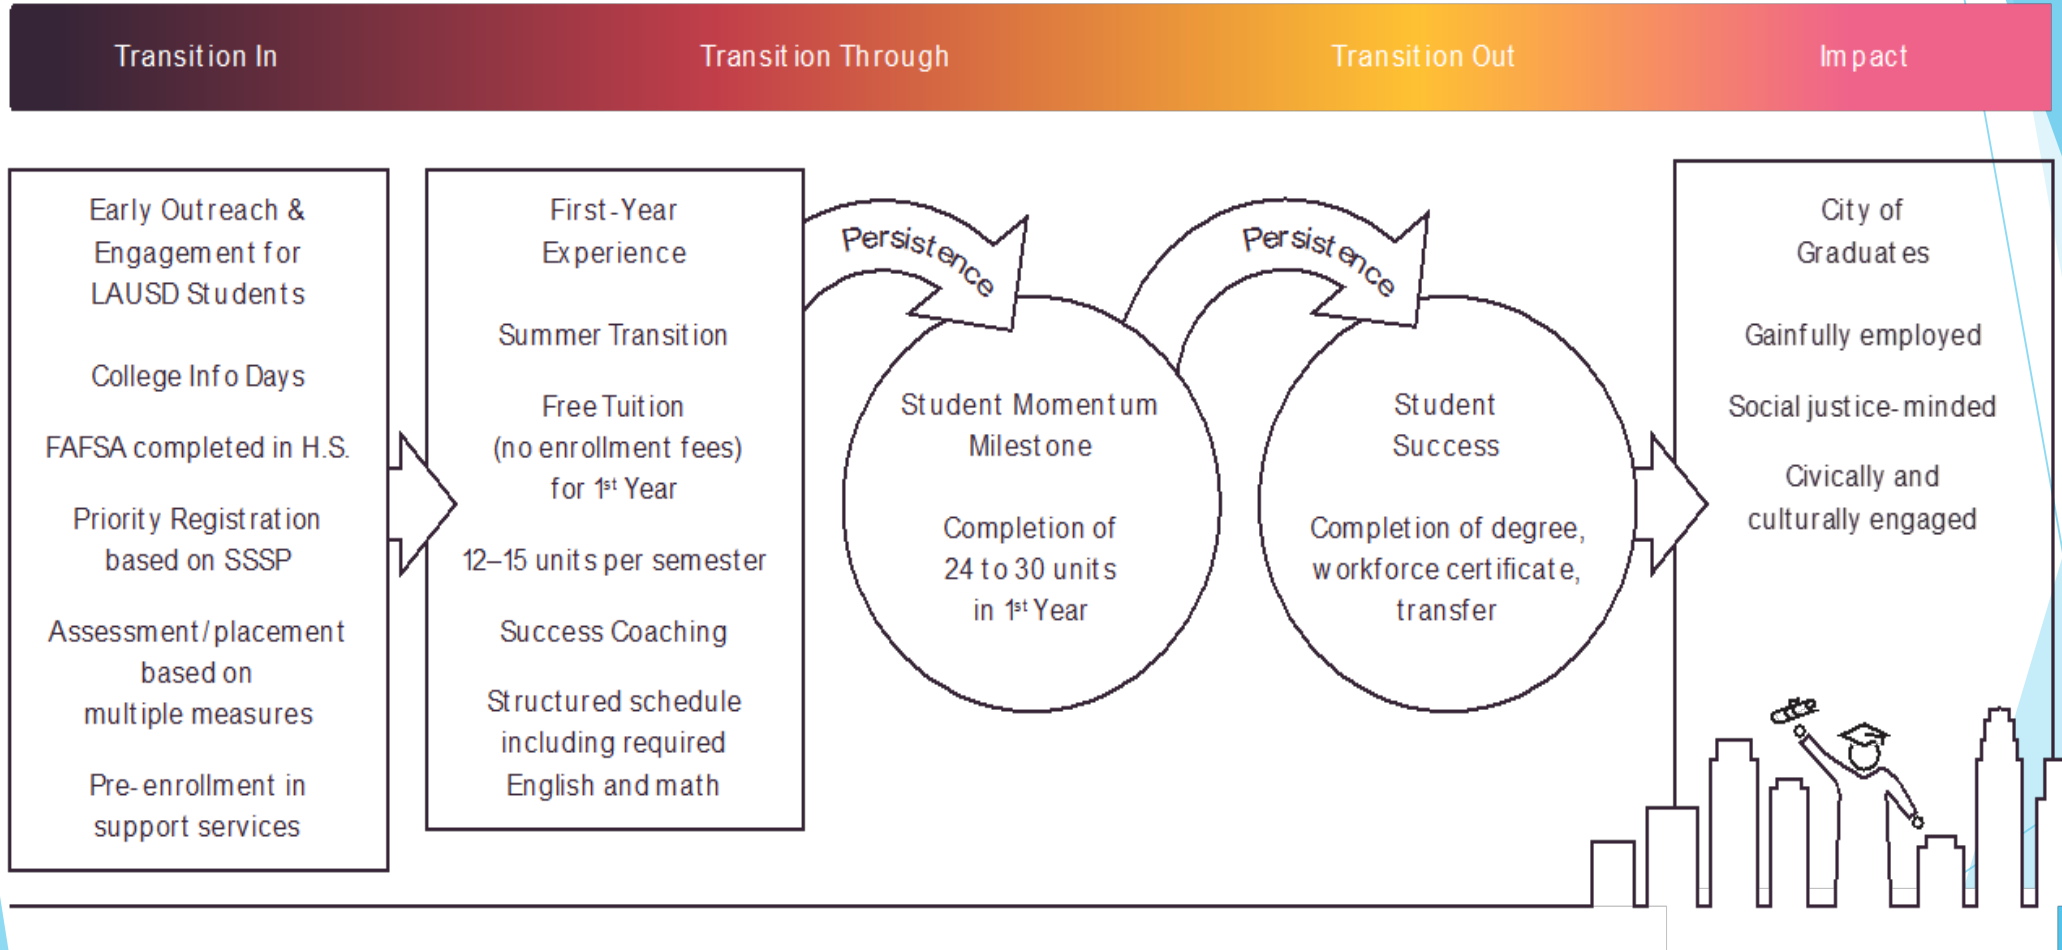 Transition In
Transition Through
Transition Out
Impact
Early Outreach &
Engagement for
LAUSD Students
College Info Days
FAFSA completed in H.S.
Priority Registration
based on SSSP
Assessment/placement
based on
multiple measures
Pre-enrollment in
support services
First-Year
Experience
Summer Transition
Free Tuition
(no enrollment fees)
for 1st Year
12–15 units per semester
Success Coaching
Structured schedule
including required
English and math
Persistence
Student Momentum
Milestone
Completion of
24 to 30 units
in 1st Year
Persistence
Student
Success
Completion of degree,
workforce certificate,
transfer
City of
Graduates
Gainfully employed
Social justice-minded
Civically and
culturally engaged